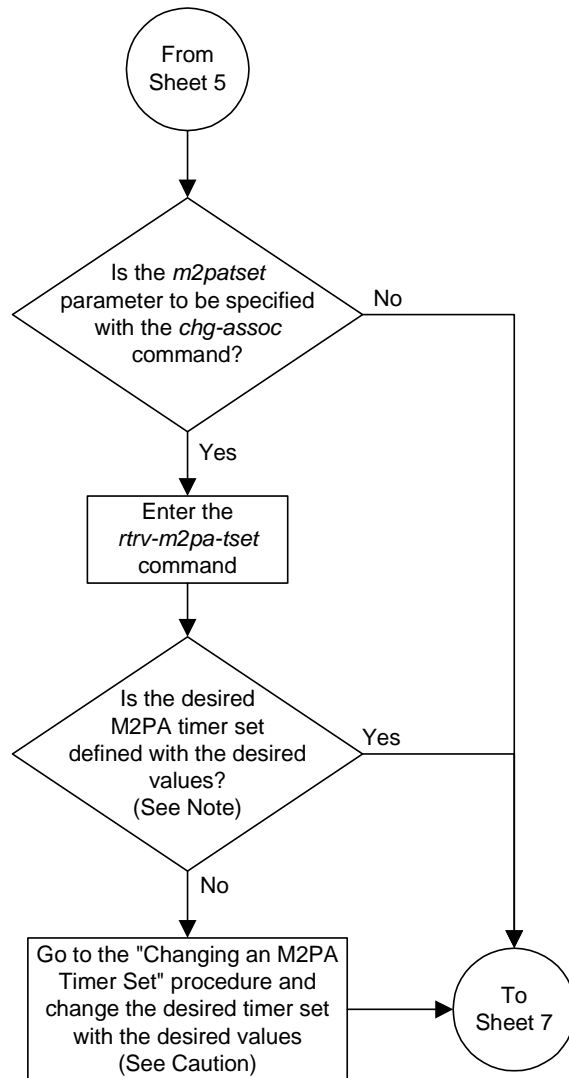 From
Sheet 5
Is the m2patset
parameter to be specified
with the chg-assoc
command?
No
Yes
Enter the
rtrv-m2pa-tset
command
Is the desired
M2PA timer set
defined with the desired
values?
(See Note)
Yes
No
Go to the "Changing an M2PA
Timer Set" procedure and
change the desired timer set
with the desired values
(See Caution)
To
Sheet 7